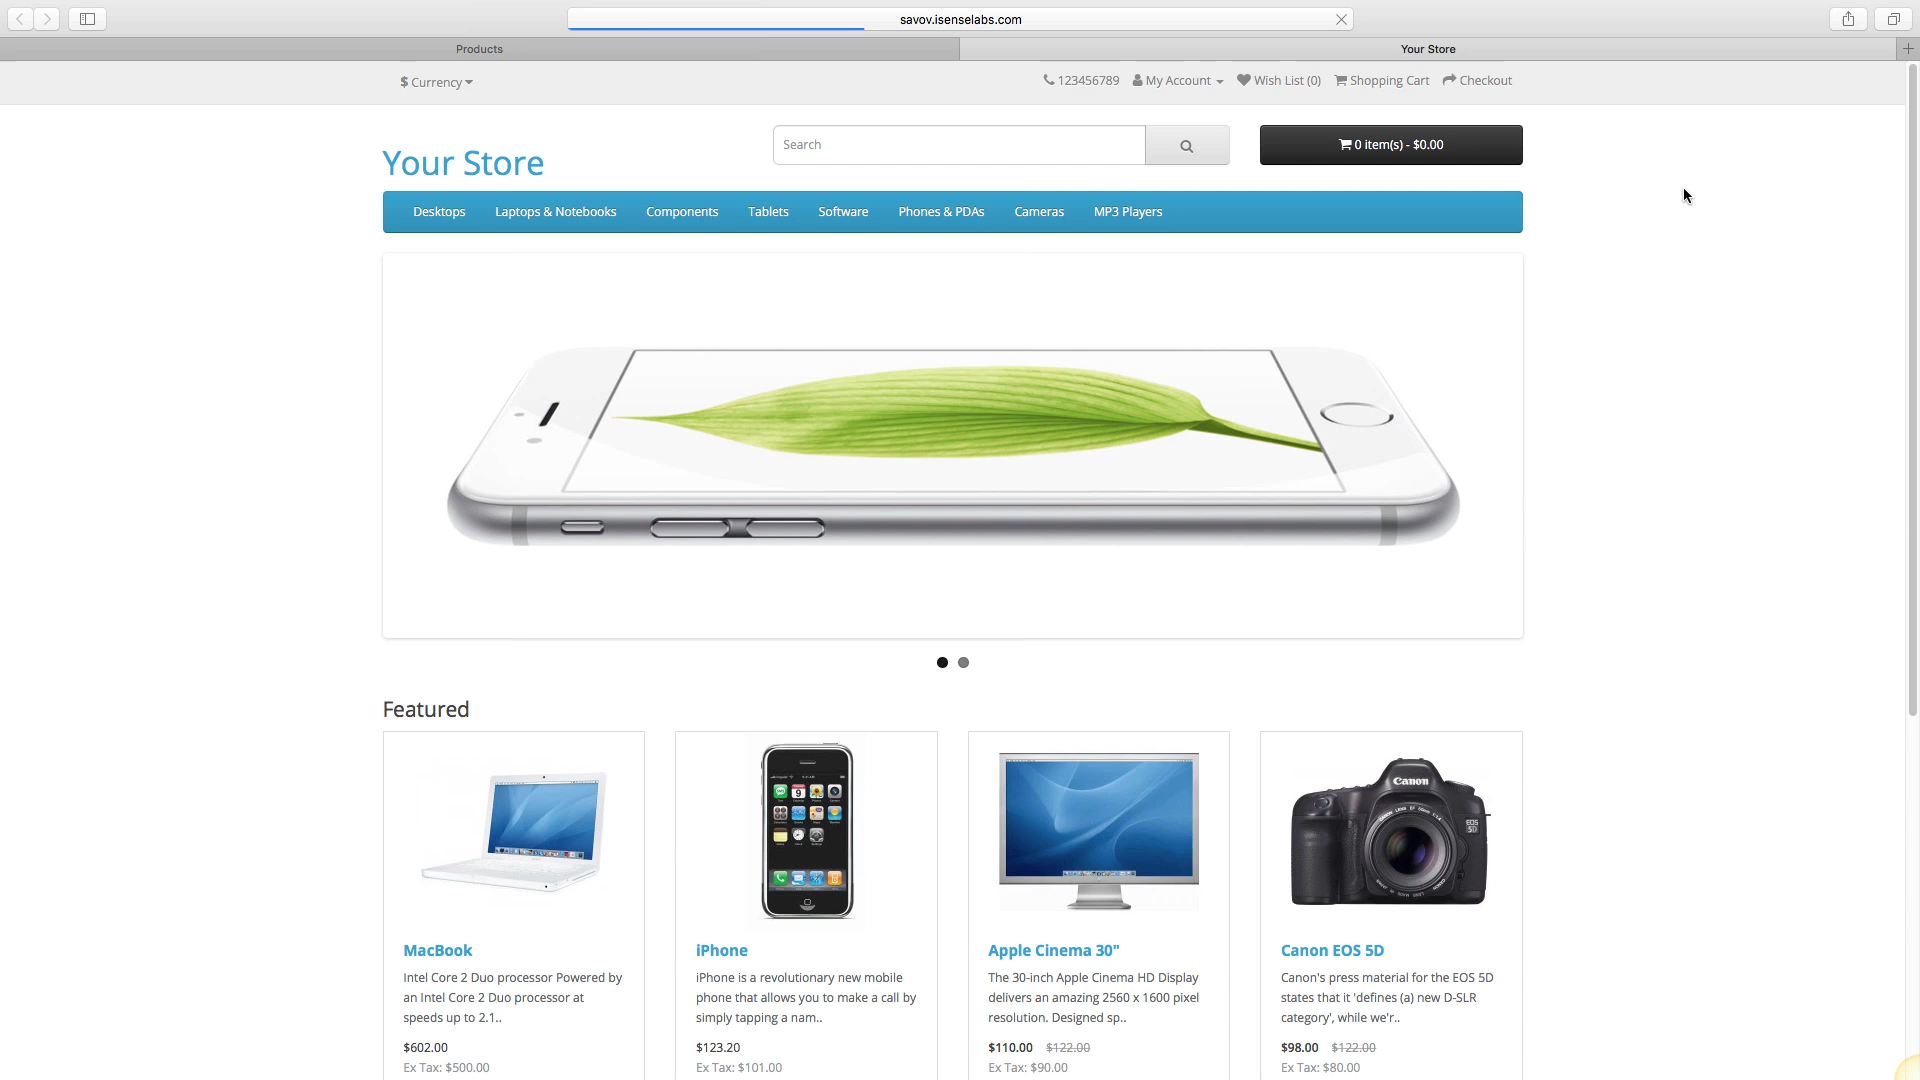 savov.isenselabs.com
Products
Your Store
$ Currency
123456789 My Account Wish List (0) Shopping Cart Checkout
Your Store
Search
0 item(s) - $0.00
Desktops Laptops & Notebooks Components Tablets Software Phones & PDAs Cameras MP3 Players
Featured
Canon
EOS
5D
MacBook
Intel Core 2 Duo processor Powered by
an Intel Core 2 Duo processor at
speeds up to 2.1..
$602.00
Ex Tax: $500.00
iPhone
iPhone is a revolutionary new mobile
phone that allows you to make a call by
simply tapping a nam..
$123.20
Ex Tax: $101.00
Apple Cinema 30"
The 30-inch Apple Cinema HD Display
delivers an amazing 2560 x 1600 pixel
resolution. Designed sp..
$110.00 $122.00
Ex Tax: $90.00
Canon EOS 5D
Canon's press material for the EOS 5D
states that it 'defines (a) new D-SLR
category', while we'r..
$98.00 $122.00
Ex Tax: $80.00